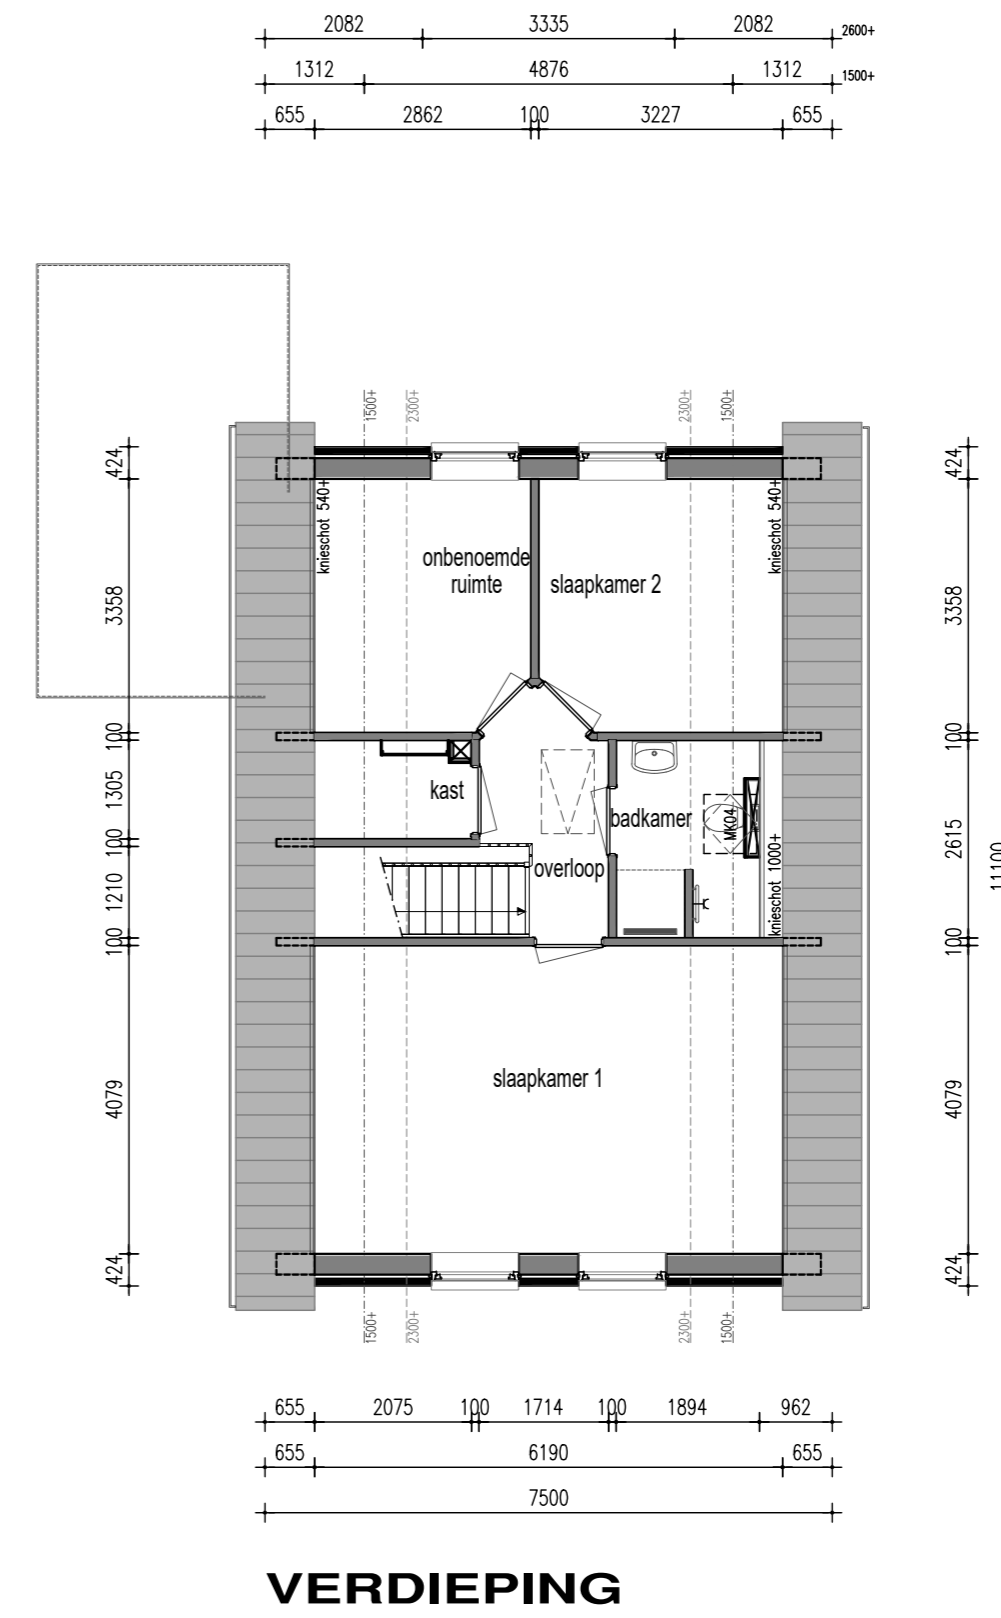 2082 3335 2082 2600+
1312 4876 1312 1500+
655 2862 100 3227 655
1500+ 2300+ 2300+ 1500+
424 424
knieschot 540+ knieschot 540+
onbenoemde
ruimte
slaapkamer 2
3358 3358
100 100
kast
1305
badkamer
MK04
2615
11100
100
overloop
knieschot 1000+
1210
100 100
slaapkamer 1
4079 4079
424 424
1500+ 2300+ 2300+ 1500+
655 2075 100 1714 100 1894 962
655 6190 655
7500
VERDIEPING